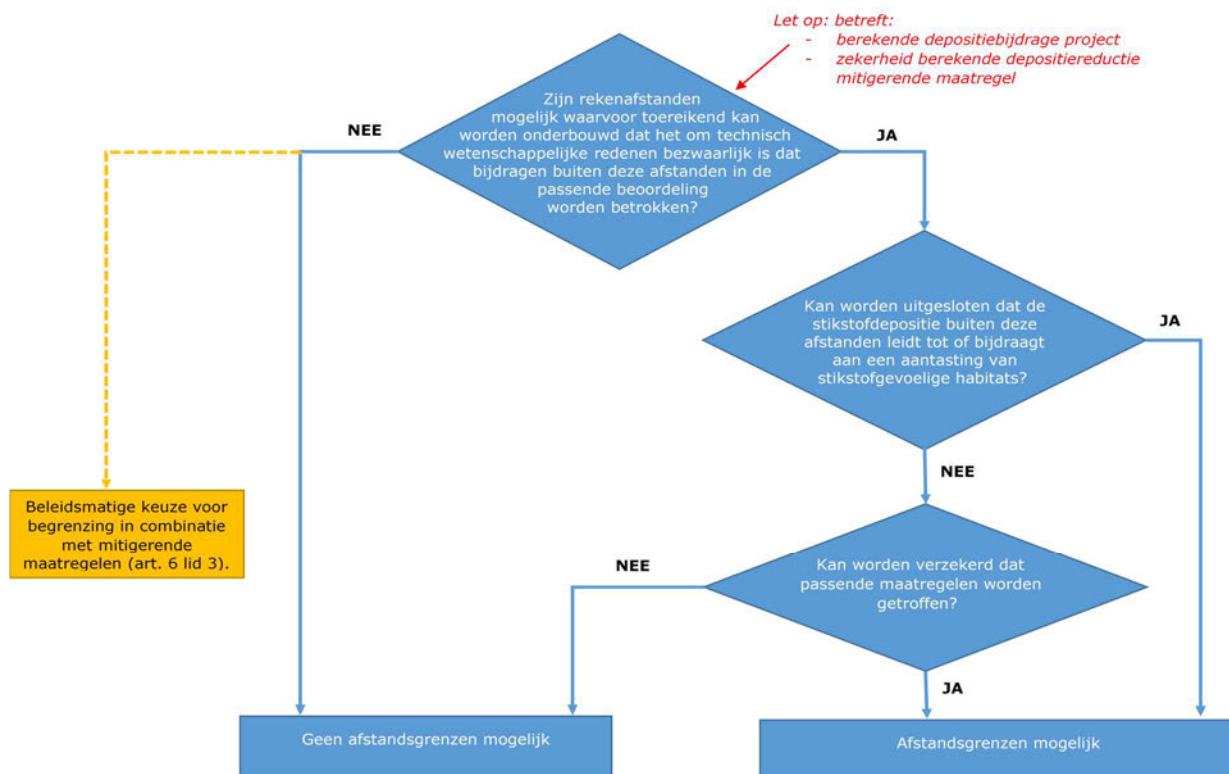 Let op: betreft:
- berekende depositiebijdrage project
- zekerheid berekende depositiereductie
mitigerende maatregel
Zijn rekenafstanden
mogelijk waarvoor toereikend kan
worden onderbouwd dat het om technisch
wetenschappelijke redenen bezwaarlijk is dat
bijdragen buiten deze afstanden in de
passende beoordeling
worden betrokken?
NEE
JA
Kan worden uitgesloten dat de
stikstofdepositie buiten deze
afstanden leidt tot of bijdraagt
aan een aantasting van
stikstofgevoelige habitats?
JA
NEE
Beleidsmatige keuze voor
begrenzing in combinatie
met mitigerende
maatregelen (art. 6 lid 3).
Kan worden verzekerd dat
passende maatregelen worden
getroffen?
NEE
JA
Geen afstandsgrenzen mogelijk
Afstandsgrenzen mogelijk